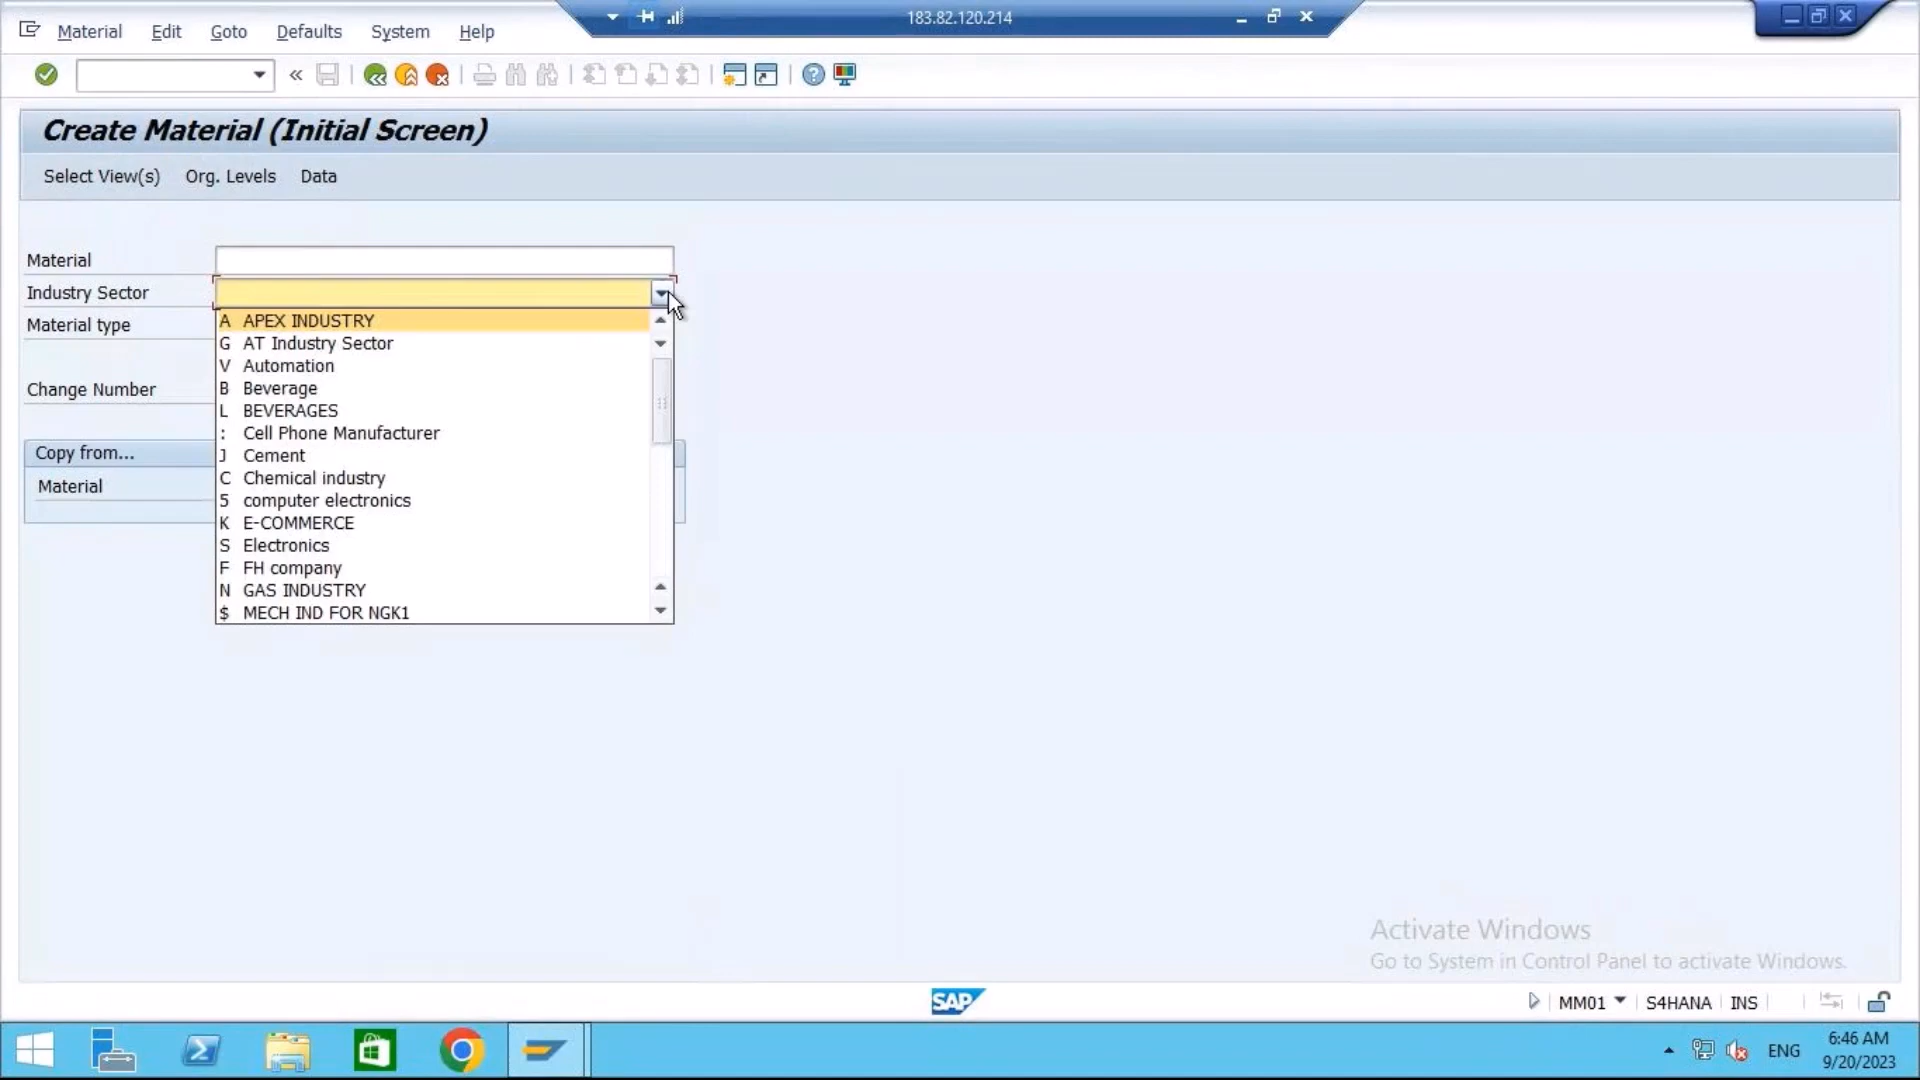 Material Edit Goto Defaults System Help
183.82.120.214
Create Material (Initial Screen)
Select View(s) Org. Levels Data
Material
Industry Sector
Material type
Change Number
Copy from...
Material
A APEX INDUSTRY
G AT Industry Sector
V Automation
B Beverage
L BEVERAGES
: Cell Phone Manufacturer
J Cement
C Chemical industry
5 computer electronics
K E-COMMERCE
S Electronics
F FH company
N GAS INDUSTRY
$ MECH IND FOR NGK1
Activate Windows
Go to System in Control Panel to activate Windows.
SAP
MM01 S4HANA INS
ENG
6:46 AM
9/20/2023